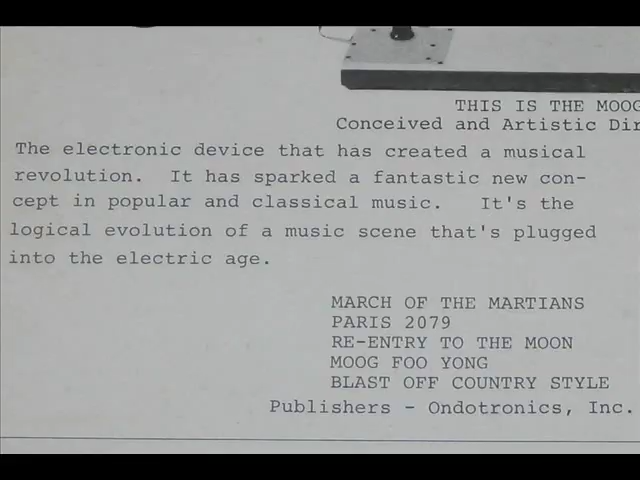 THIS IS THE MOOG
Conceived and Artistic Dir
The electronic device that has created a musical
revolution. It has sparked a fantastic new con-
cept in popular and classical music. It's the
logical evolution of a music scene that's plugged
into the electric age.
MARCH OF THE MARTIANS
PARIS 2079
RE-ENTRY TO THE MOON
MOOG FOO YONG
BLAST OFF COUNTRY STYLE
Publishers - Ondotronics, Inc.